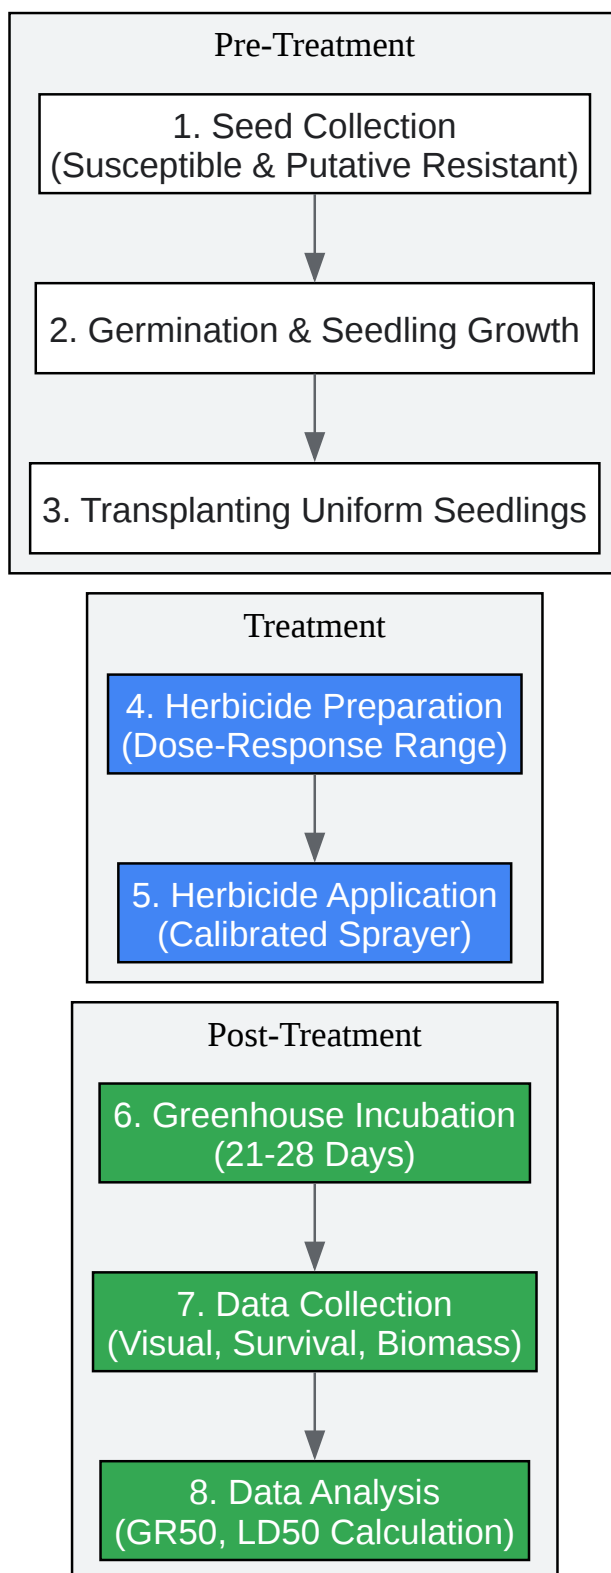 Pre-Treatment
1. Seed Collection
(Susceptible & Putative Resistant)
2. Germination & Seedling Growth
3. Transplanting Uniform Seedlings
Treatment
4. Herbicide Preparation
(Dose-Response Range)
5. Herbicide Application
(Calibrated Sprayer)
Post-Treatment
6. Greenhouse Incubation
(21-28 Days)
7. Data Collection
(Visual, Survival, Biomass)
8. Data Analysis
(GR50, LD50 Calculation)